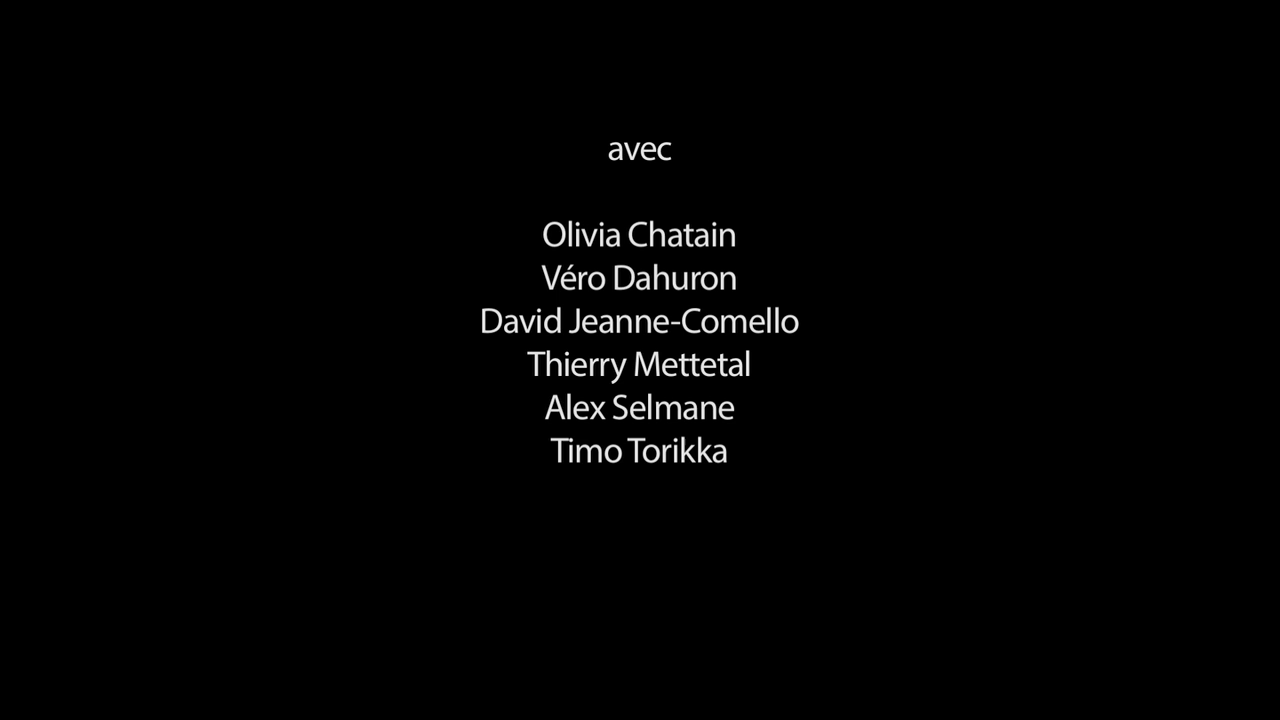 avec
Olivia Chatain
Véro Dahuron
David Jeanne-Comello
Thierry Mettetal
Alex Selmane
Timo Torikka